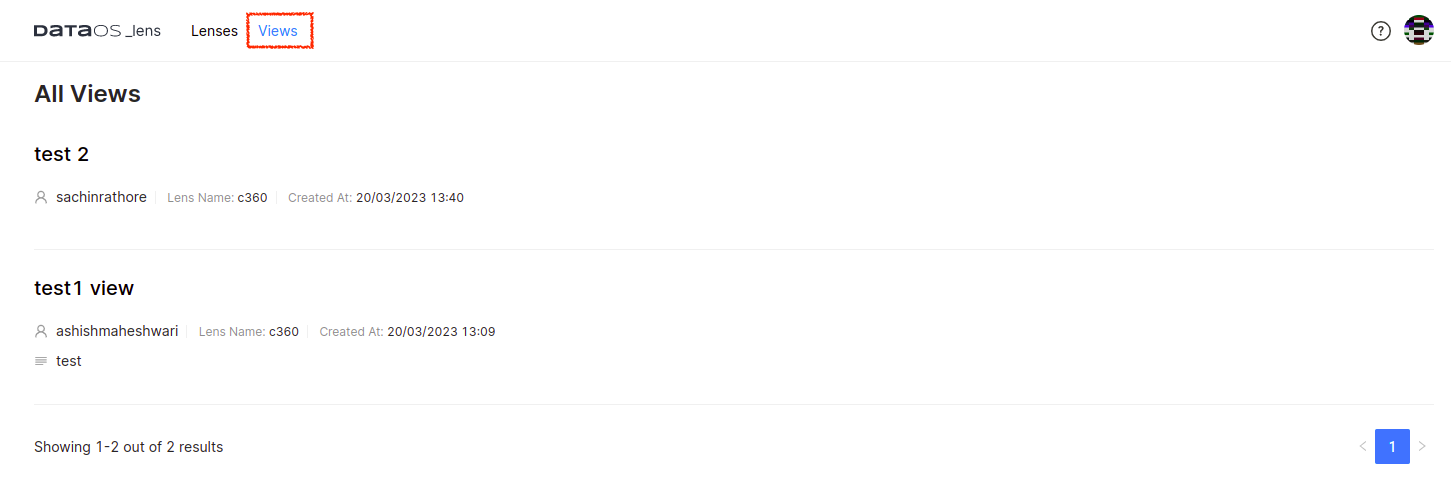 DATAOS _lens Lenses Views ?
All Views
test 2
sachinrathore Lens Name: c360 Created At: 20/03/2023 13:40
test1 view
ashishmaheshwari Lens Name: c360 Created At: 20/03/2023 13:09
test
Showing 1-2 out of 2 results < 1 >